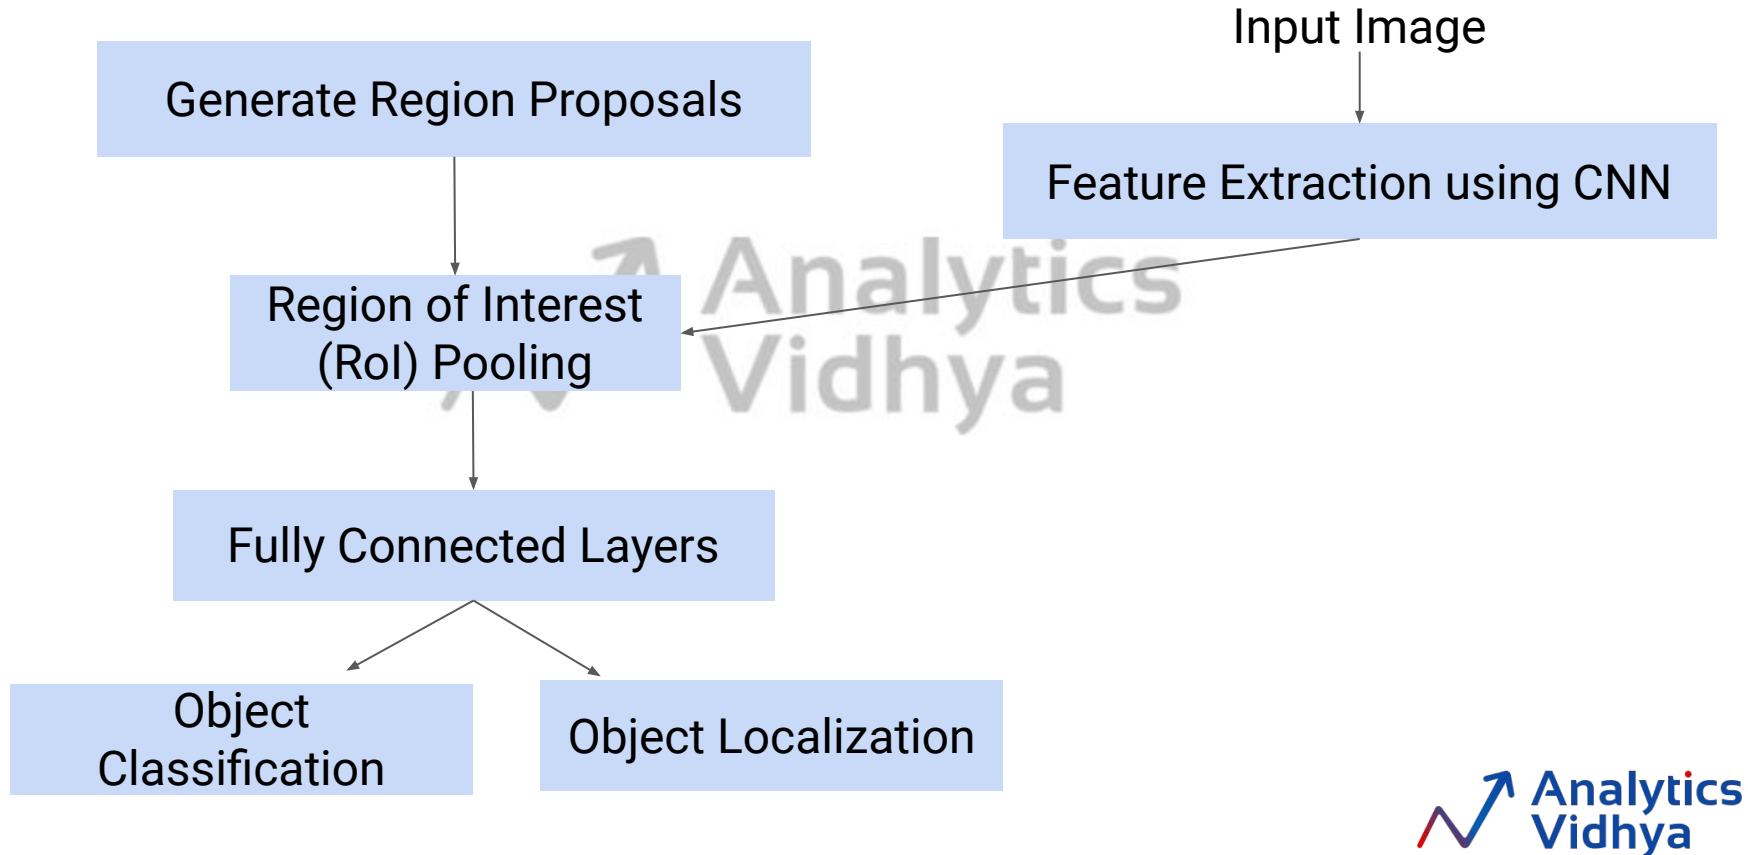 Input Image
Generate Region Proposals
Feature Extraction using CNN
Analytics
Vidhya
Region of Interest
(RoI) Pooling
Fully Connected Layers
Object
Classification
Object Localization
Analytics
Vidhya